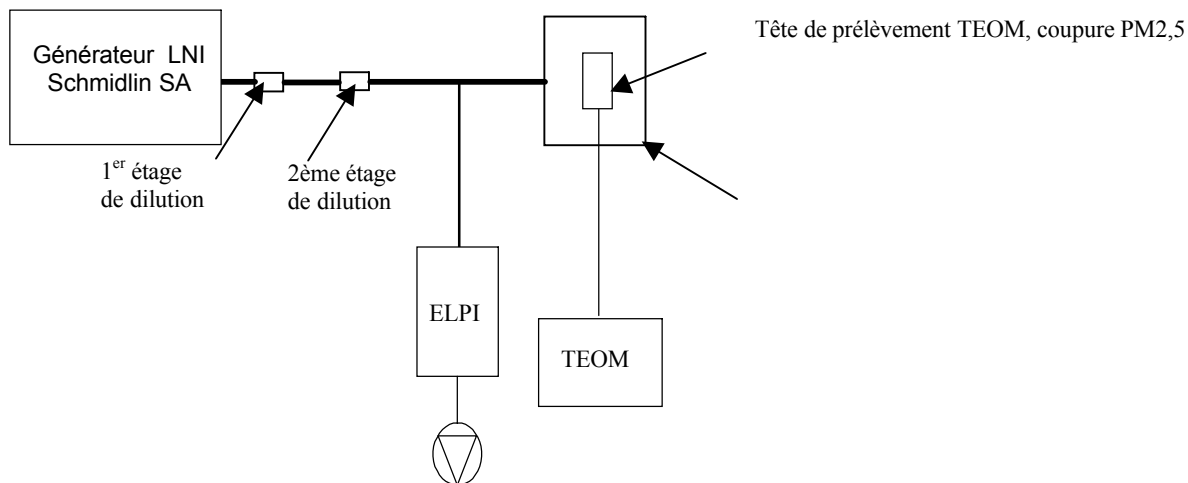 Tête de prélèvement TEOM, coupure PM2,5
Générateur LNI
Schmidlin SA
1er étage
de dilution
2ème étage
de dilution
ELPI
TEOM